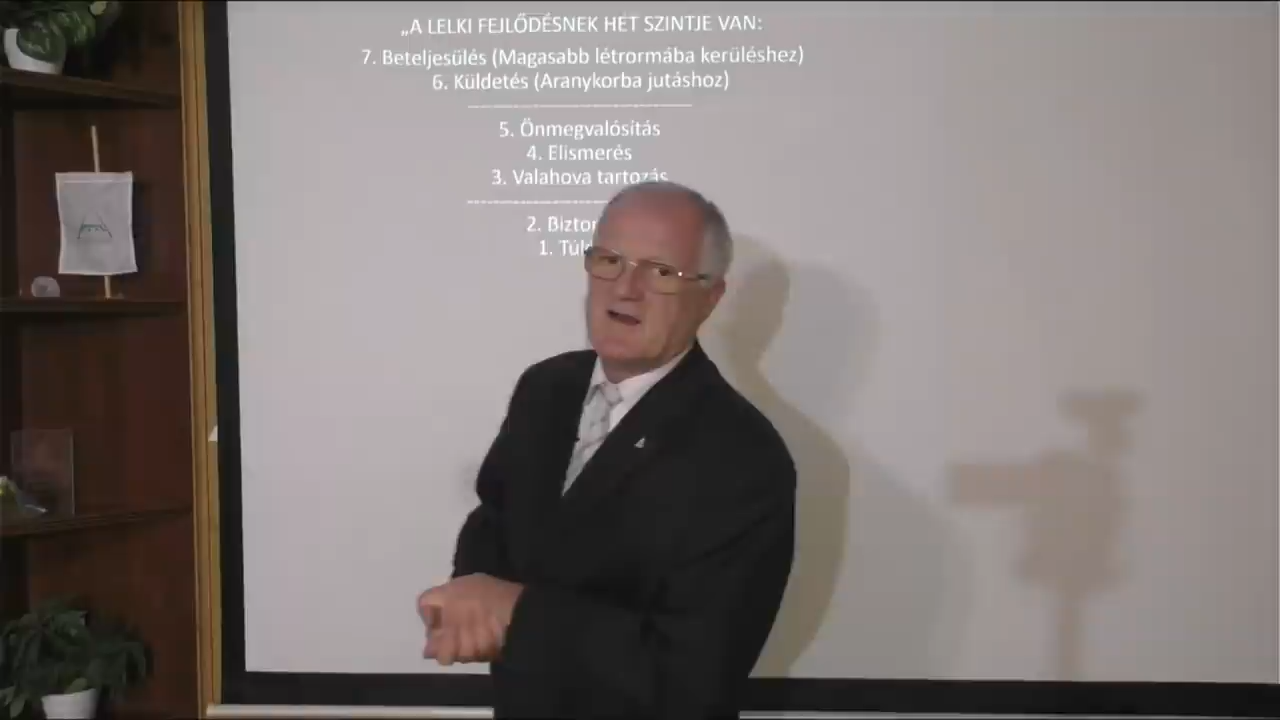 „A LELKI FEJLŐDÉSNEK HÉT SZINTJE VAN:
7. Beteljesülés (Magasabb létrormába kerüléshez)
6. Küldetés (Aranykorba jutáshoz)
5. Önmegvalósítás
4. Elismerés
3. Valahova tartozás
2.
1.